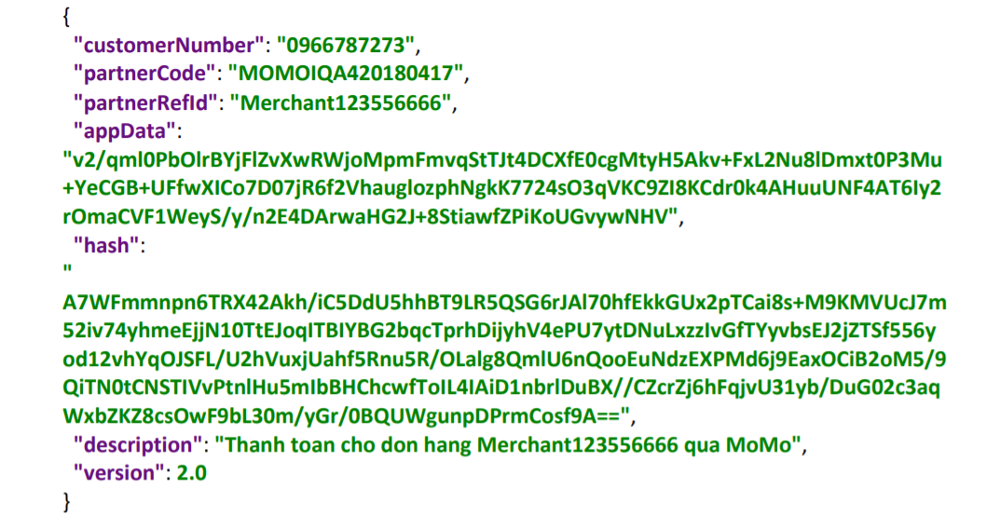 {
"customerNumber": "0966787273",
"partnerCode": "MOMOIQA420180417",
"partnerRefId": "Merchant123556666",
"appData":
"v2/qml0PbOlrBYjFlZvXwRWjoMpmFmvqStTJt4DCXfE0cgMtyH5Akv+FxL2Nu8lDmxt0P3Mu
+YeCGB+UFfwXICo7D07jR6f2VhauglozphNgkK7724sO3qVKC9ZI8KCdr0k4AHuuUNF4AT6Iy2
rOmaCVF1WeyS/y/n2E4DArwaHG2J+8StiawfZPiKoUGvywNHV",
"hash":
"
A7WFmmnpn6TRX42Akh/iC5DdU5hhBT9LR5QSG6rJAl70hfEkkGUx2pTCai8s+M9KMVUcJ7m
52iv74yhmeEjjN10TtEJoqITBIYBG2bqcTprhDijyhV4ePU7ytDNuLxzzIvGfTYyvbsEJ2jZTSf556y
od12vhYqOJSFL/U2hVuxjUahf5Rnu5R/OLalg8QmlU6nQooEuNdzEXPMd6j9EaxOCiB2oM5/9
QiTN0tCNSTIVvPtnlHu5mIbBHChcwfToIL4IAiD1nbrlDuBX//CZcrZj6hFqjvU31yb/DuG02c3aq
WxbZKZ8csOwF9bL30m/yGr/0BQUWgunpDPrmCosf9A==",
"description": "Thanh toan cho don hang Merchant123556666 qua MoMo",
"version": 2.0
}